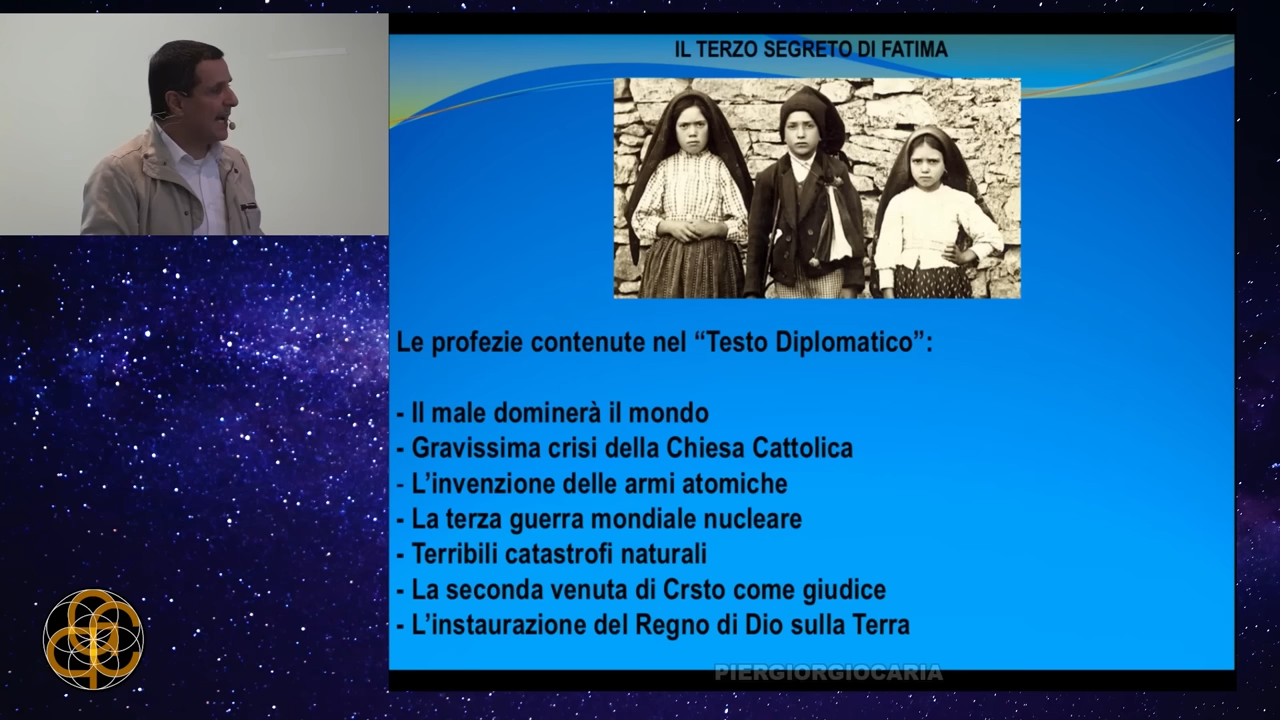 IL TERZO SEGRETO DI FATIMA
Le profezie contenute nel “Testo Diplomatico”:
- Il male dominerà il mondo
- Gravissima crisi della Chiesa Cattolica
- L’invenzione delle armi atomiche
- La terza guerra mondiale nucleare
- Terribili catastrofi naturali
- La seconda venuta di Crsto come giudice
- L’instaurazione del Regno di Dio sulla Terra
PIERGIORGIOCARIA